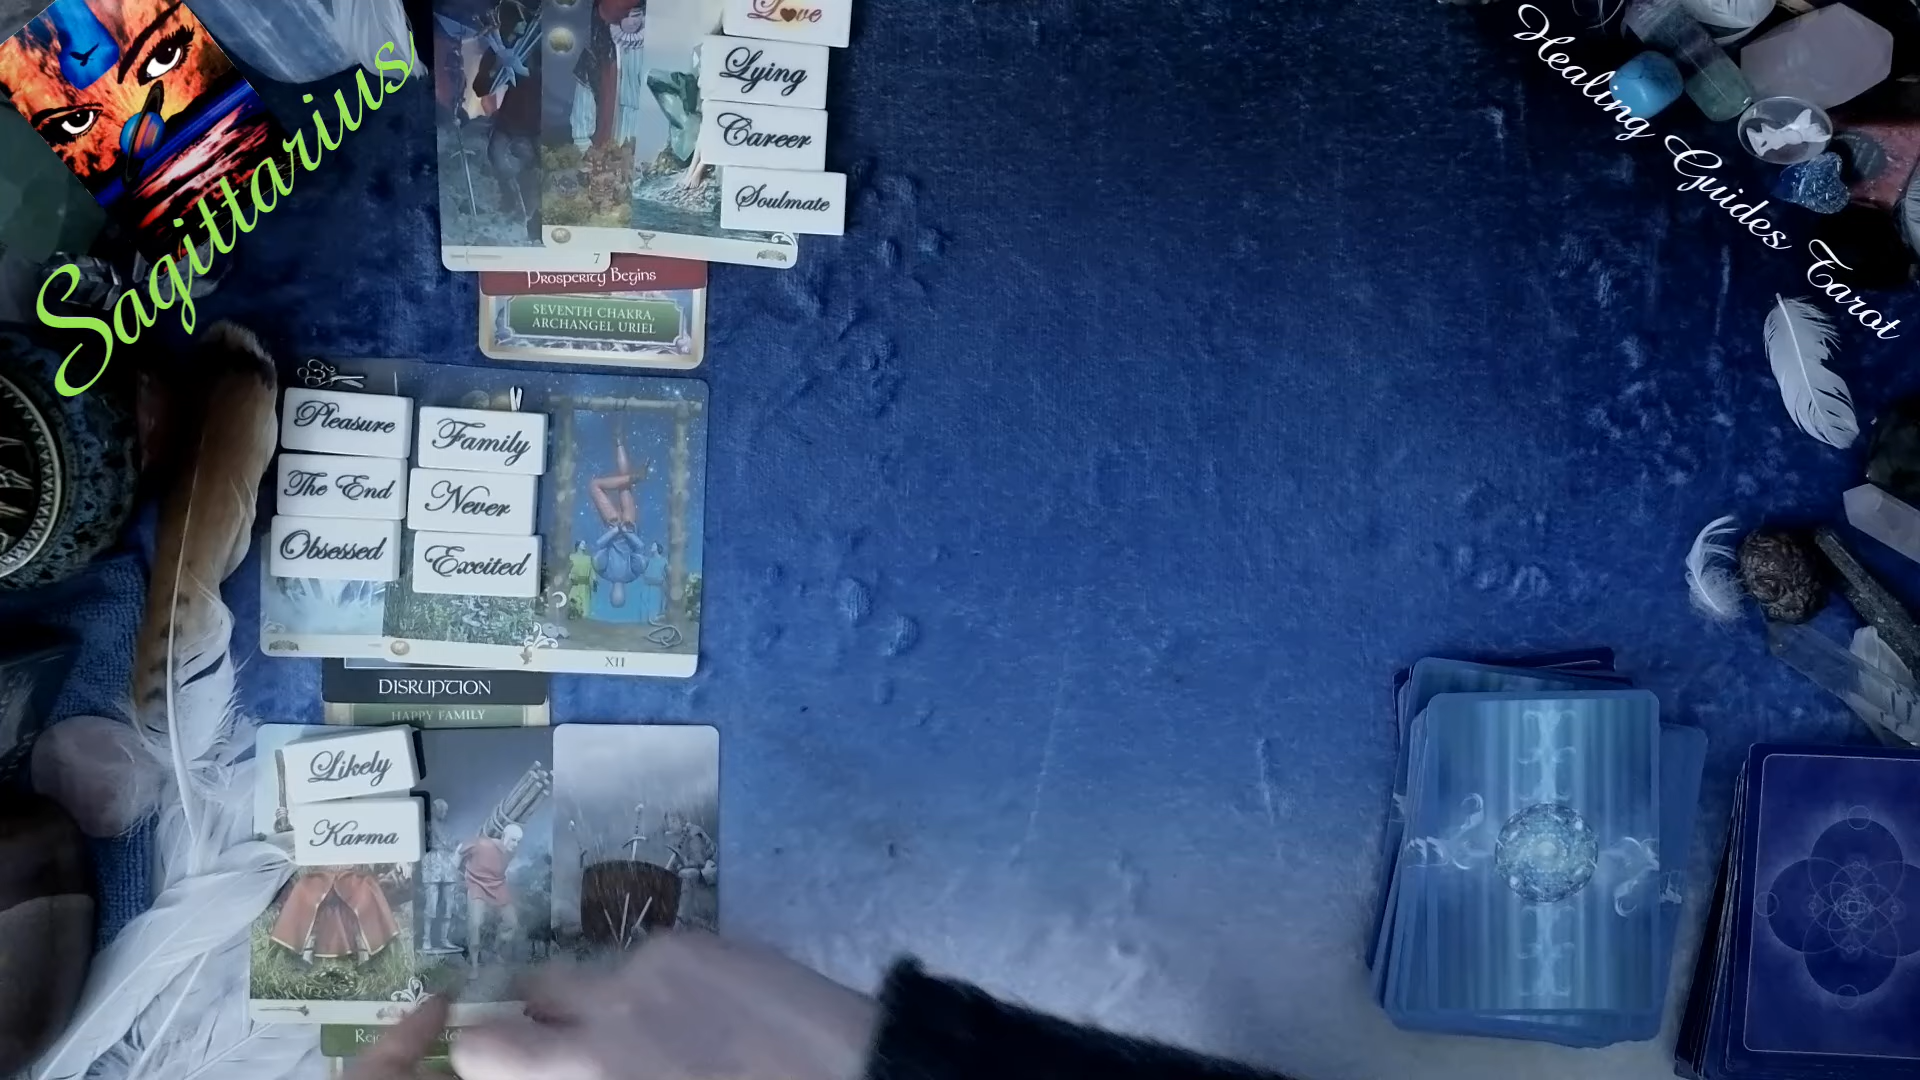 Sagittarius
Healing Guides Tarot
Love
Lying
Career
Soulmate
7
Prosperity Begins
SEVENTH CHAKRA,
ARCHANGEL URIEL
Pleasure
The End
Obsessed
Family
Never
Excited
XII
DISRUPTION
HAPPY FAMILY
Likely
Karma